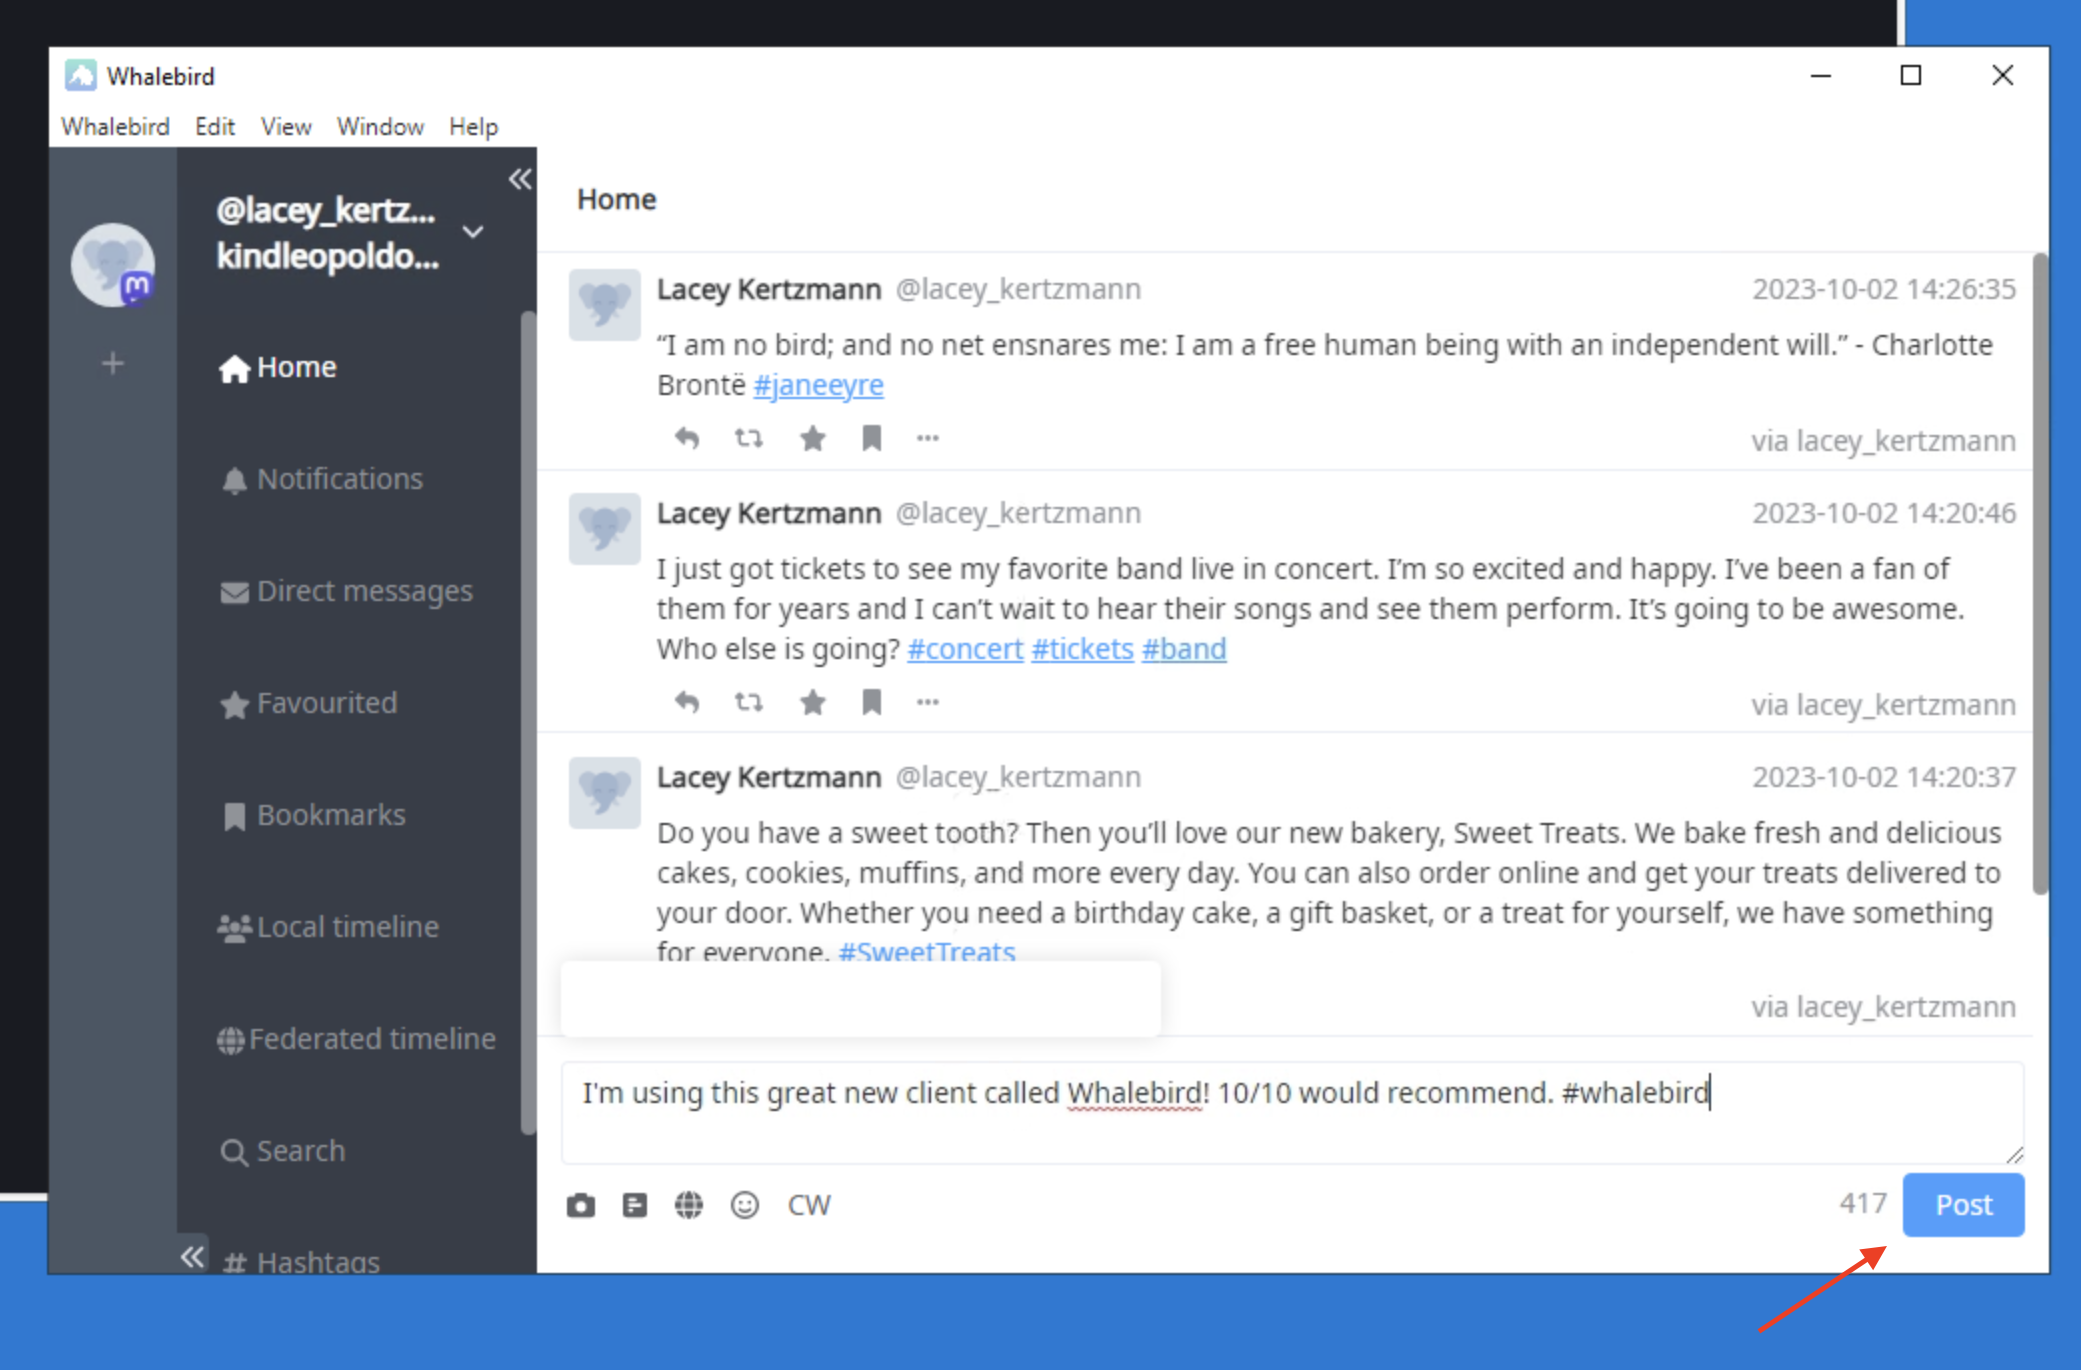 Whalebird
Whalebird Edit View Window Help
@lacey_kertz...
kindleopoldo...
Home
Notifications
Direct messages
Favourited
Bookmarks
Local timeline
Federated timeline
Search
# Hashtags
Home
Lacey Kertzmann @lacey_kertzmann 2023-10-02 14:26:35
“I am no bird; and no net ensnares me: I am a free human being with an independent will.” - Charlotte
Brontë #janeeyre
via lacey_kertzmann
Lacey Kertzmann @lacey_kertzmann 2023-10-02 14:20:46
I just got tickets to see my favorite band live in concert. I’m so excited and happy. I’ve been a fan of
them for years and I can’t wait to hear their songs and see them perform. It’s going to be awesome.
Who else is going? #concert #tickets #band
via lacey_kertzmann
Lacey Kertzmann @lacey_kertzmann 2023-10-02 14:20:37
Do you have a sweet tooth? Then you’ll love our new bakery, Sweet Treats. We bake fresh and delicious
cakes, cookies, muffins, and more every day. You can also order online and get your treats delivered to
your door. Whether you need a birthday cake, a gift basket, or a treat for yourself, we have something
for everyone. #SweetTreats
via lacey_kertzmann
I'm using this great new client called Whalebird! 10/10 would recommend. #whalebird
CW 417 Post